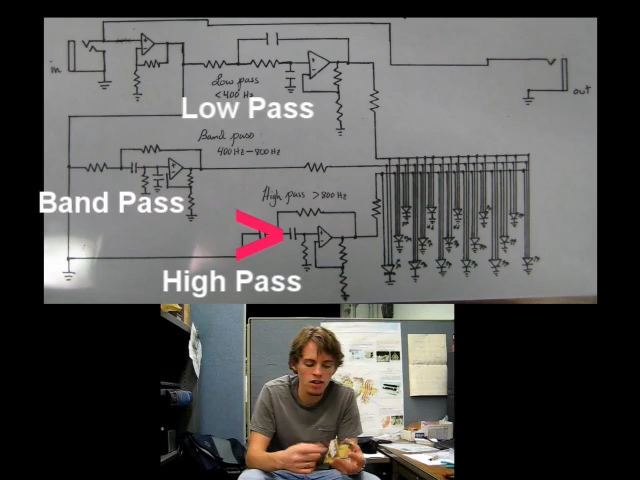 in
Low pass
< 400 Hz
out
Low Pass
Band pass
400 Hz - 800 Hz
Band Pass
High pass > 800 Hz
>
High Pass